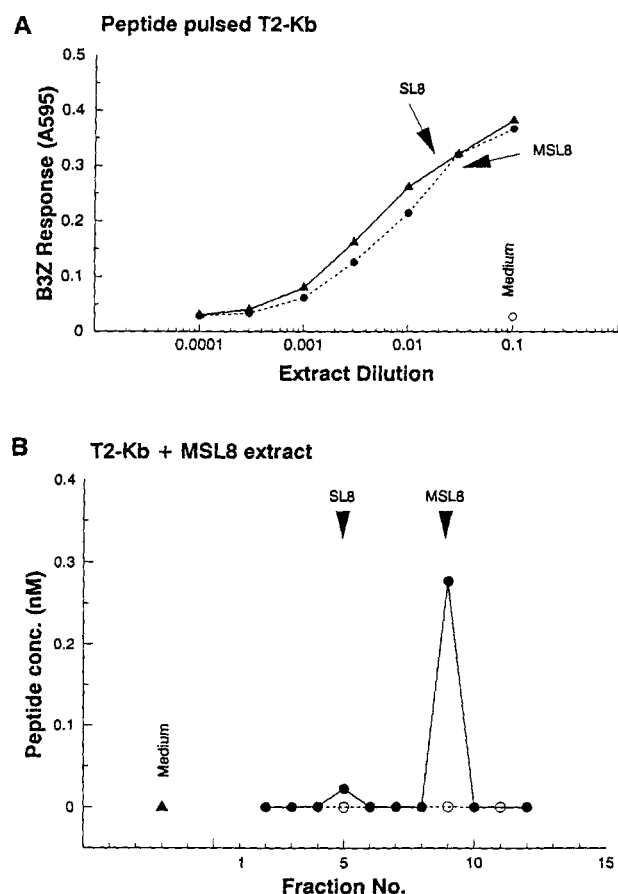 A Peptide pulsed T2-Kb
B3Z Response (A595)
0.5
0.4
0.3
0.2
0.1
0
SL8
MSL8
Medium
0.0001
0.001
0.01
0.1
Extract Dilution
B T2-Kb + MSL8 extract
Peptide conc. (nM)
0.4
0.3
0.2
0.1
0
SL8
MSL8
Medium
1
5
10
15
Fraction No.